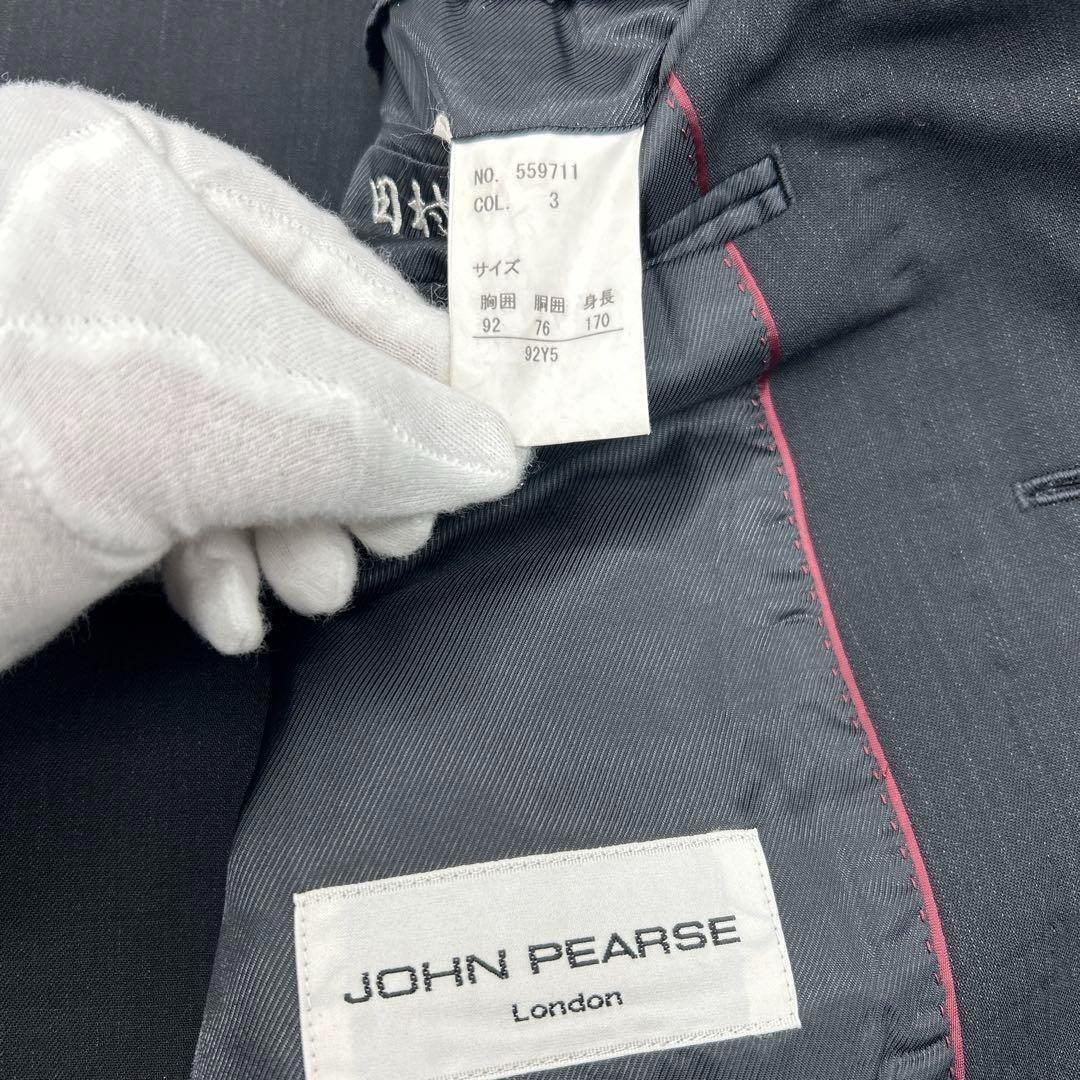 NO. 559711
COL. 3
サイズ
胸囲 胴囲 身長
92 76 170
92Y5
JOHN PEARSE
London